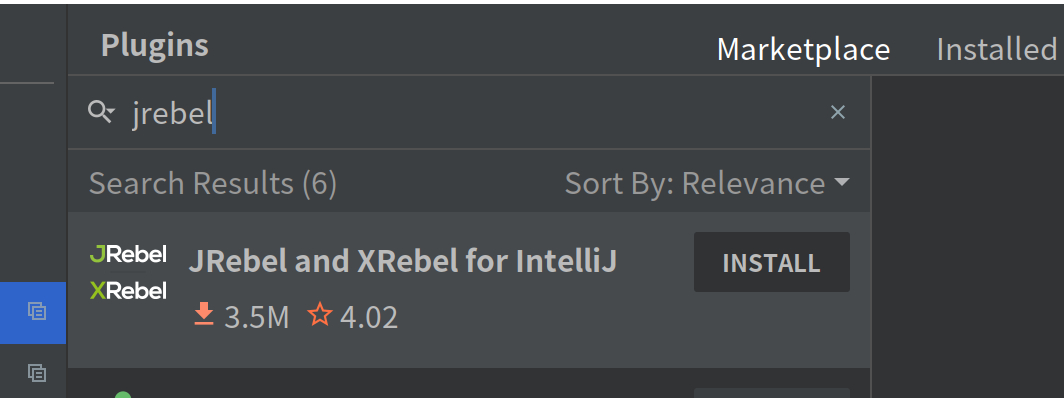 Plugins
Marketplace Installed
jrebel
Search Results (6) Sort By: Relevance
JRebel
XRebel
JRebel and XRebel for IntelliJ
INSTALL
3.5M 4.02